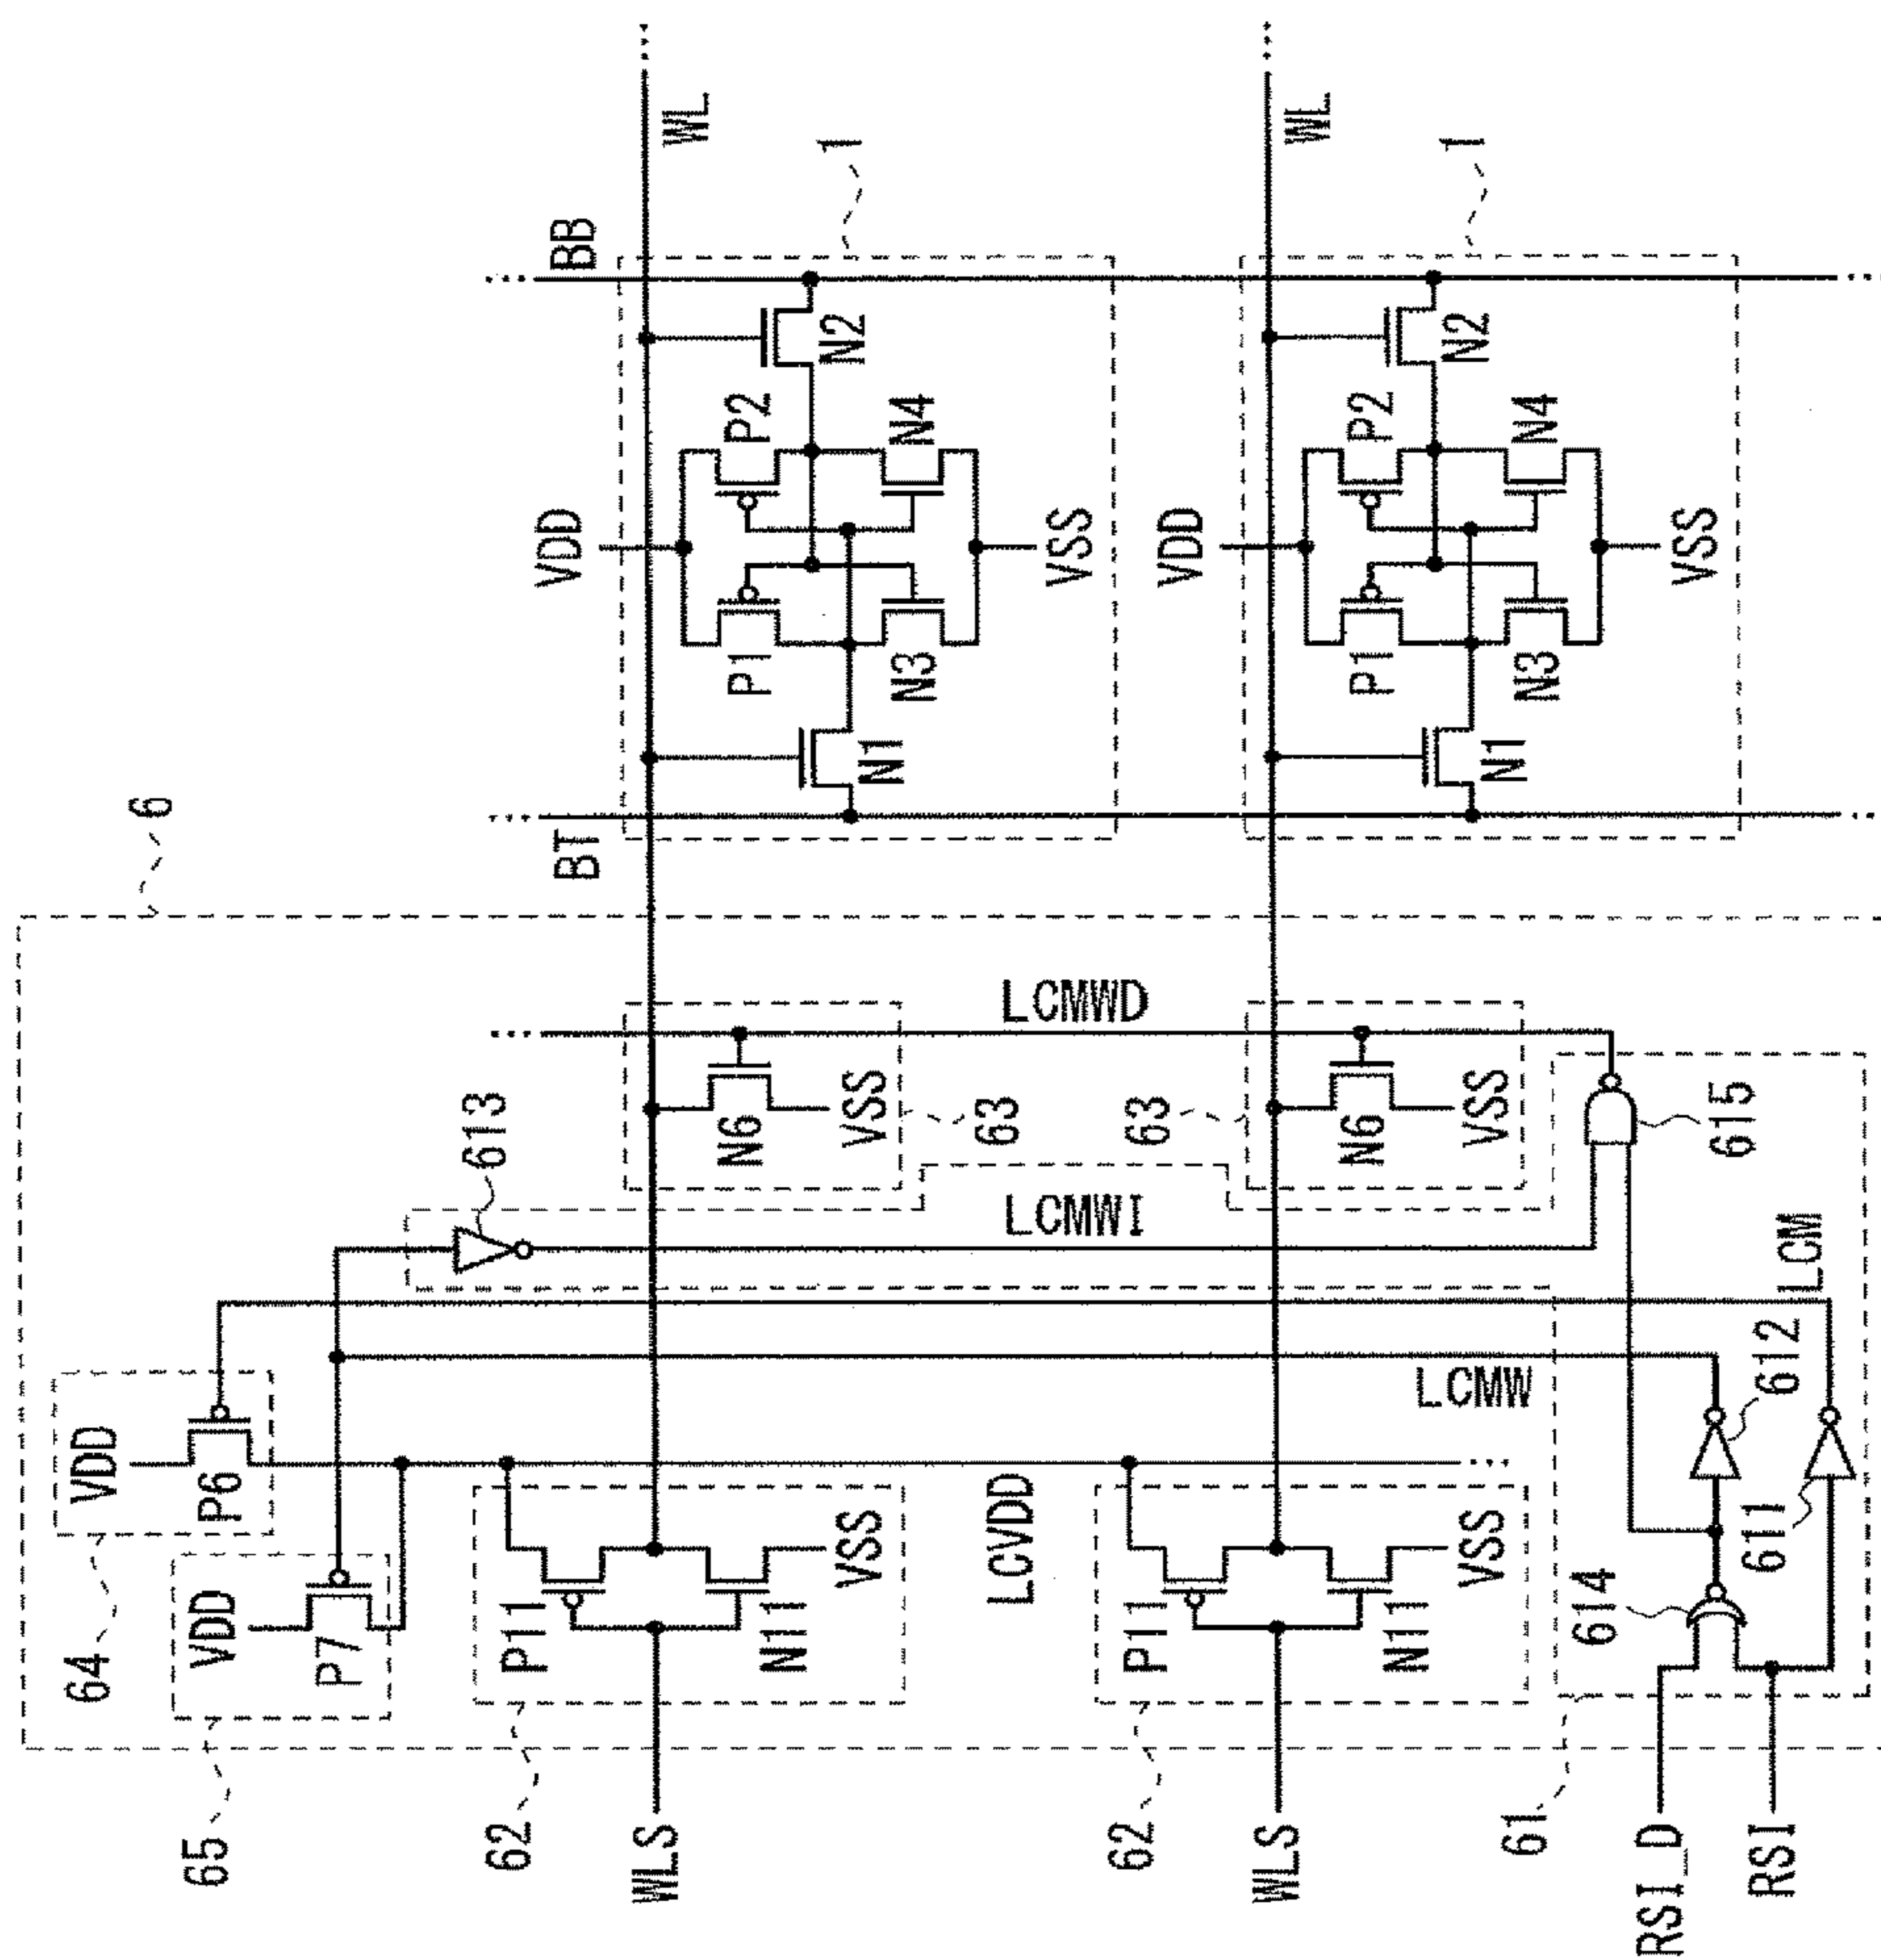 6
BT
BB
WL
1
VDD
P1
P2
N1
N2
N3
N4
VSS
WL
1
VDD
P1
P2
N1
N2
N3
N4
VSS
64
VDD
P6
65
VDD
P7
613
LCMWD
N6
VSS
63
63
N6
VSS
LCMWI
LCM
LCMW
LCVDD
62
P11
N11
VSS
WLS
62
P11
N11
VSS
WLS
61
614
611
612
615
RSI_D
RSI